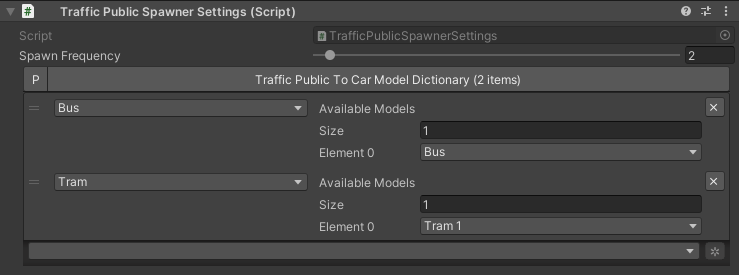 Traffic Public Spawner Settings (Script)
Script TrafficPublicSpawnerSettings
Spawn Frequency 2
P Traffic Public To Car Model Dictionary (2 items)
Bus Available Models
Size 1
Element 0 Bus
Tram Available Models
Size 1
Element 0 Tram 1